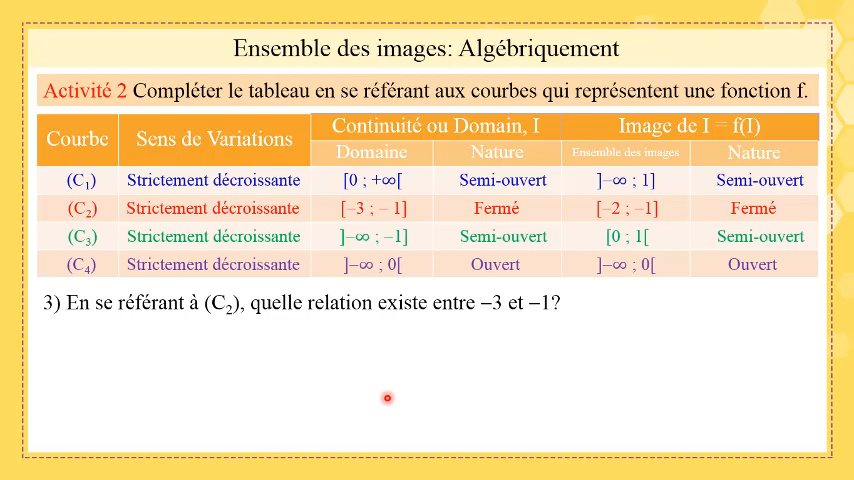 Ensemble des images: Algébriquement
Activité 2 Compléter le tableau en se référant aux courbes qui représentent une fonction f.
Courbe Sens de Variations Continuité ou Domain, I Image de I = f(I)
Domaine Nature Ensemble des images Nature
(C₁) Strictement décroissante [0 ; +∞[ Semi-ouvert ]−∞ ; 1] Semi-ouvert
(C₂) Strictement décroissante [−3 ; − 1] Fermé [−2 ; −1] Fermé
(C₃) Strictement décroissante ]−∞ ; −1] Semi-ouvert [0 ; 1[ Semi-ouvert
(C₄) Strictement décroissante ]−∞ ; 0[ Ouvert ]−∞ ; 0[ Ouvert
3) En se référant à (C₂), quelle relation existe entre −3 et −1?